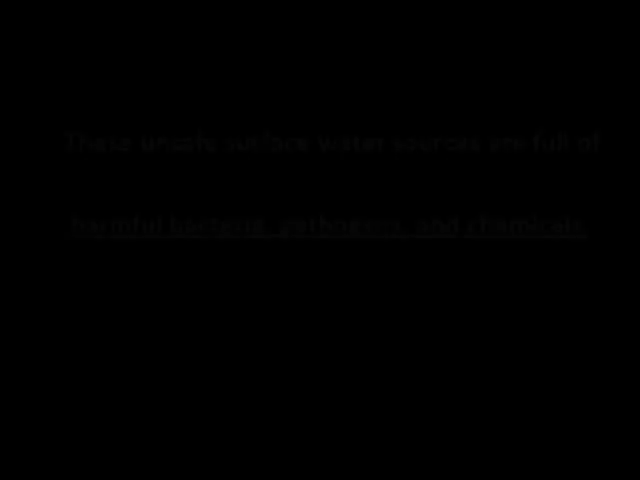 These unsafe surface water sources are full of
harmful bacteria, pathogens, and chemicals.